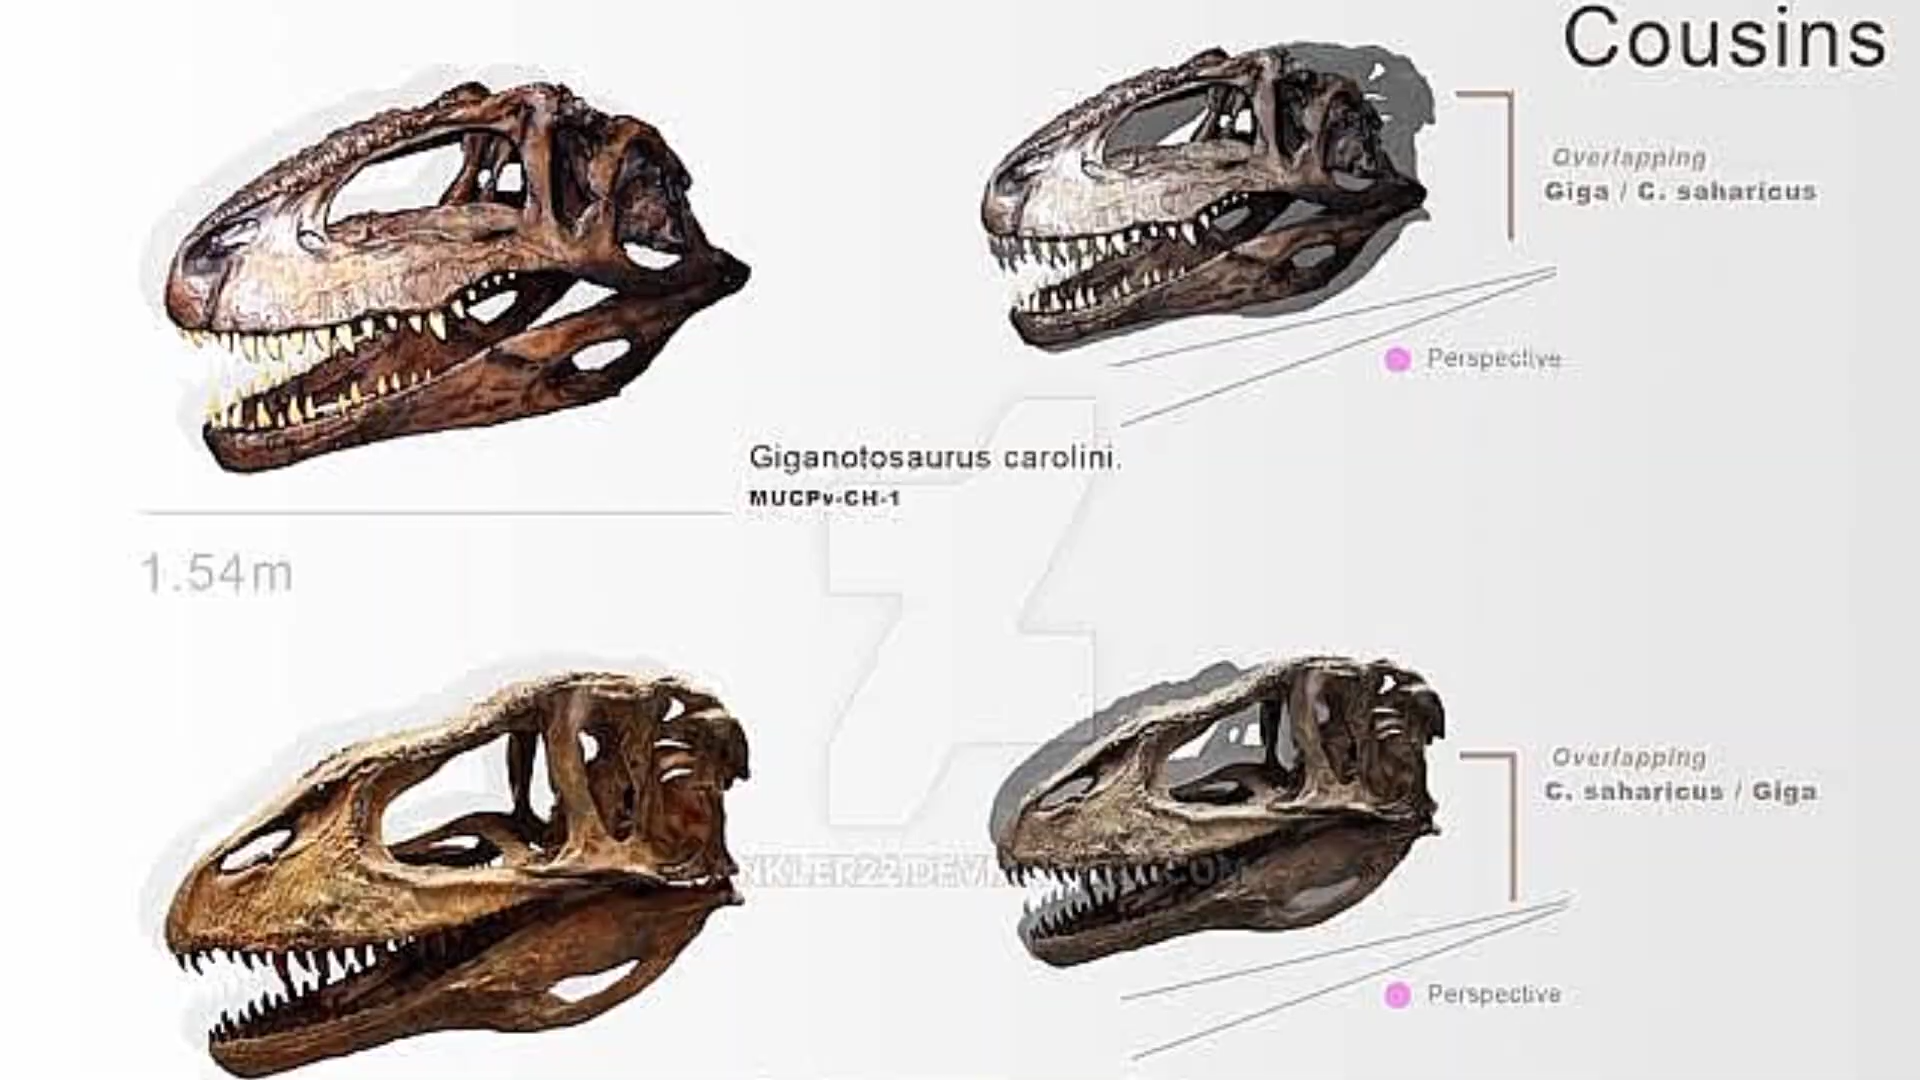 Cousins
Overlapping
Giga / C. saharicus
Perspective
Giganotosaurus carolini.
MUCPv-CH-1
1.54m
Overlapping
C. saharicus / Giga
Perspective